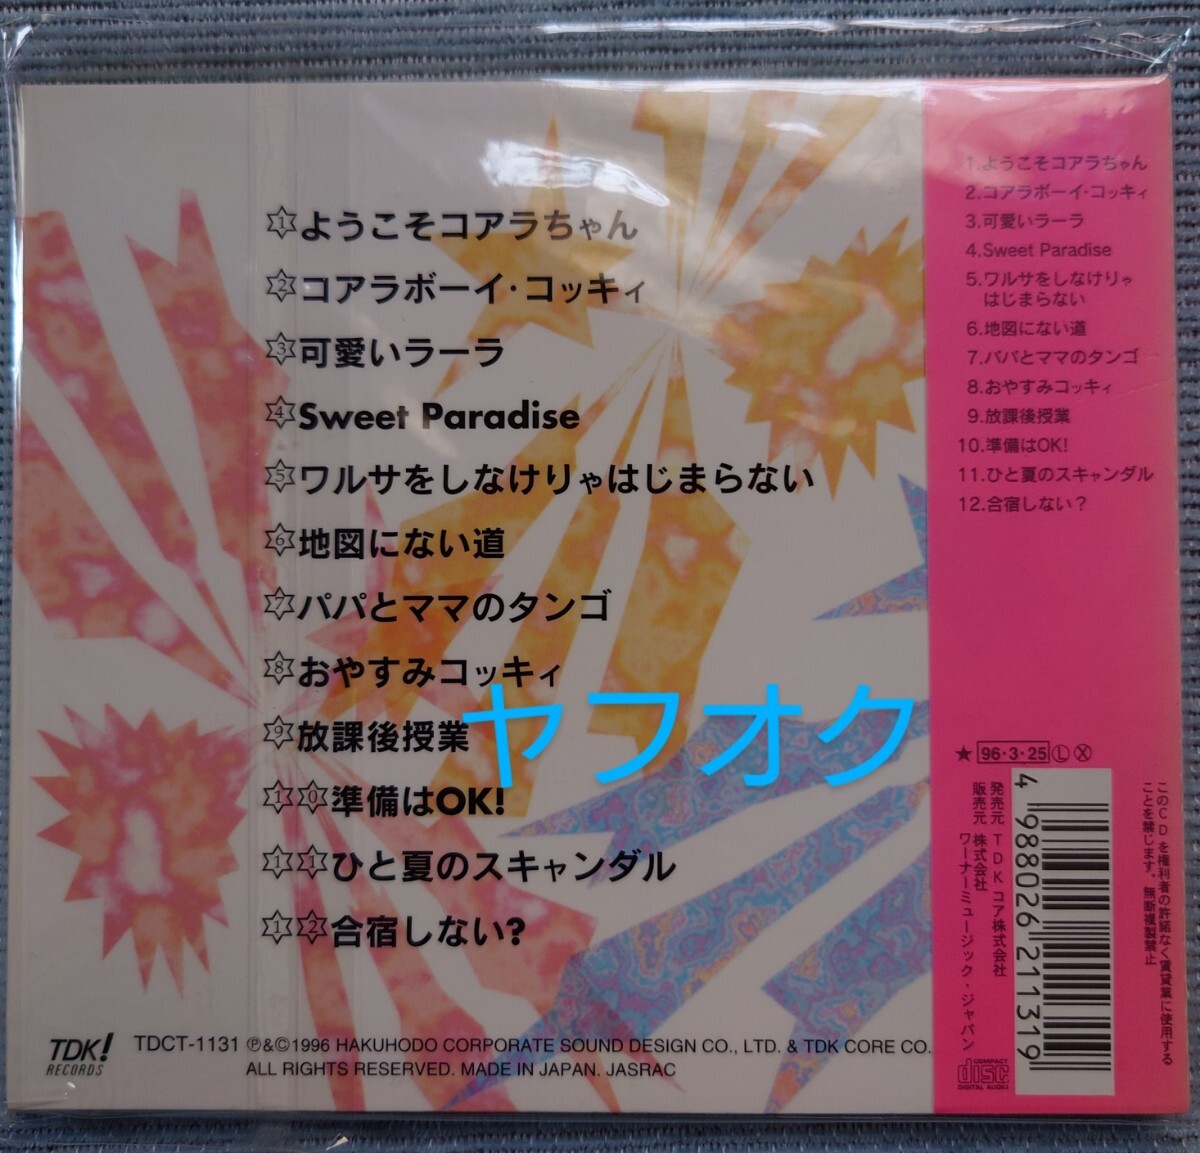 1 ようこそコアラちゃん
2 コアラボーイ・コッキィ
3 可愛いラーラ
4 Sweet Paradise
5 ワルサをしなけりゃはじまらない
6 地図にない道
7 パパとママのタンゴ
8 おやすみコッキィ
9 放課後授業
10 準備はOK!
11 ひと夏のスキャンダル
12 合宿しない?
ヤフオク
TDK!
RECORDS
TDCT-1131 ℗&©1996 HAKUHODO CORPORATE SOUND DESIGN CO., LTD. & TDK CORE CO.
ALL RIGHTS RESERVED. MADE IN JAPAN. JASRAC
1.ようこそコアラちゃん
2.コアラボーイ・コッキィ
3.可愛いラーラ
4.Sweet Paradise
5.ワルサをしなけりゃ
はじまらない
6.地図にない道
7.パパとママのタンゴ
8.おやすみコッキィ
9.放課後授業
10.準備はOK!
11.ひと夏のスキャンダル
12.合宿しない？
★ 96・3・25 Ⓛ Ⓧ
発売元 TDKコア株式会社
販売元 株式会社
ワーナーミュージック・ジャパン
4 988026 211319
このCDを権利者の許諾なく賃貸業に使用する
ことを禁じます。無断複製禁止
COMPACT
disc
DIGITAL AUDIO